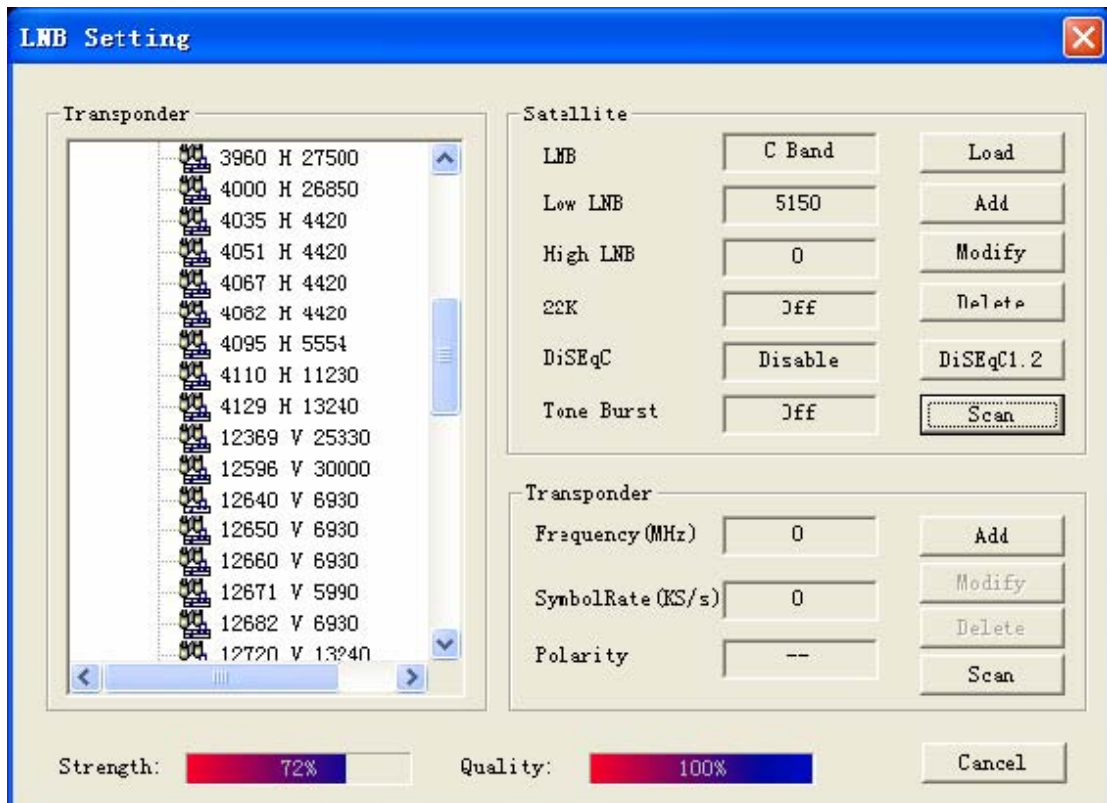 LNB Setting
Transponder
3960 H 27500
4000 H 26850
4035 H 4420
4051 H 4420
4067 H 4420
4082 H 4420
4095 H 5554
4110 H 11230
4129 H 13240
12369 V 25330
12596 V 30000
12640 V 6930
12650 V 6930
12660 V 6930
12671 V 5990
12682 V 6930
12720 V 13240
Satellite
LNB C Band Load
Low LNB 5150 Add
High LNB 0 Modify
22K Off Delete
DiSEqC Disable DiSEqC1.2
Tone Burst Off Scan
Transponder
Frequency(MHz) 0 Add
Modify
SymbolRate(KS/s) 0
Delete
Polarity --
Scan
Strength: 72% Quality: 100% Cancel